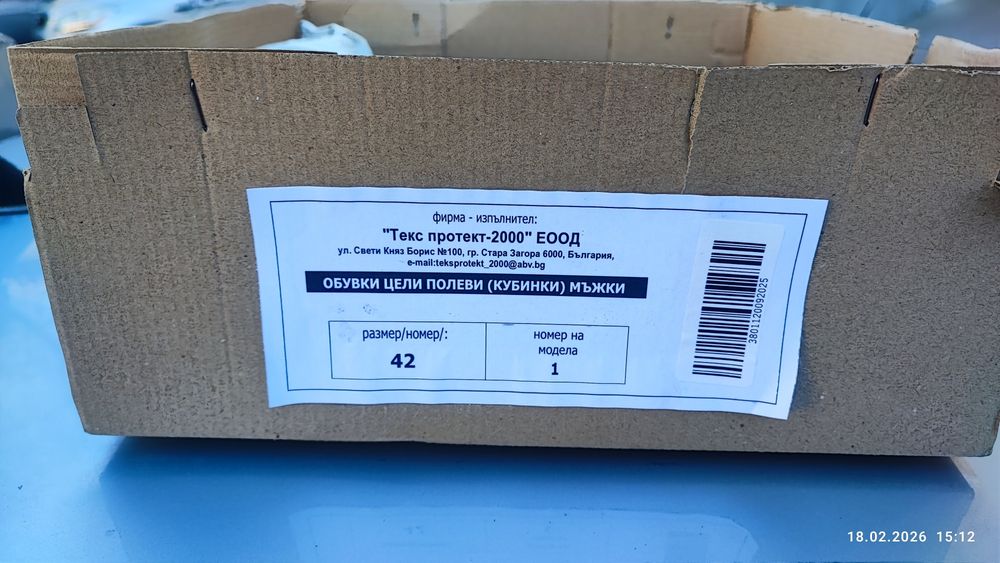 фирма - изпълнител:
"Текс протект-2000" ЕООД
ул. Свети Княз Борис №100, гр. Стара Загора 6000, България,
e-mail:teksprotekt_2000@abv.bg
ОБУВКИ ЦЕЛИ ПОЛЕВИ (КУБИНКИ) МЪЖКИ
размер/номер/:
42
номер на
модела
1
3801120092025
18.02.2026 15:12